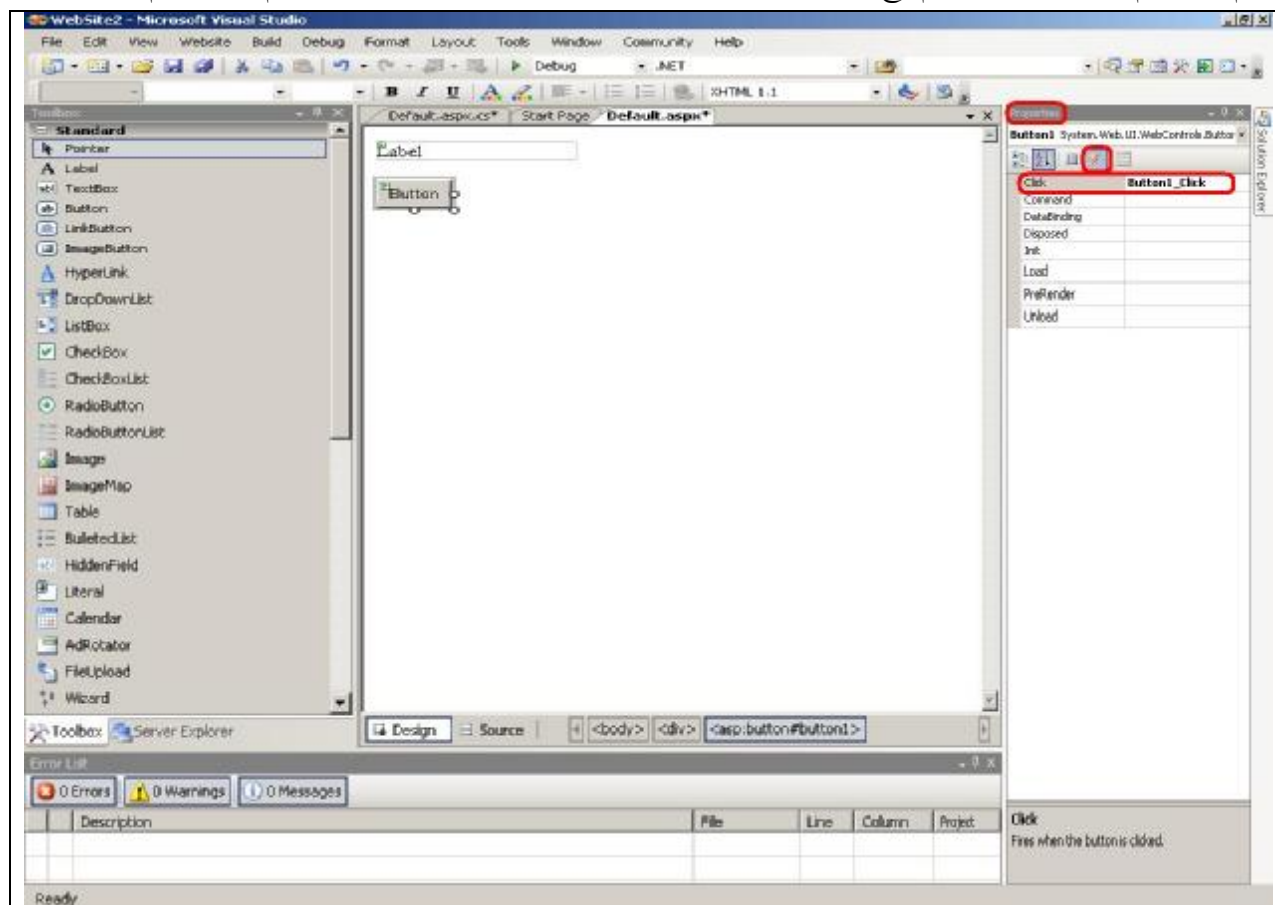 WebSite2 - Microsoft Visual Studio
File Edit View Website Build Debug Format Layout Tools Window Community Help
Debug .NET
B I U A XHTML 1.1
Toolbox
Standard
Pointer
A Label
TextBox
Button
LinkButton
ImageButton
HyperLink
DropDownList
ListBox
CheckBox
CheckBoxList
RadioButton
RadioButtonList
Image
ImageMap
Table
BulletedList
HiddenField
Literal
Calendar
AdRotator
FileUpload
Wizard
Toolbox Server Explorer
Default.aspx.cs* Start Page Default.aspx*
Label
Button
Design Source <body> <div> <asp:button#button1>
Properties
Button1 System.Web.UI.WebControls.Button
Click Button1_Click
Command
DataBinding
Disposed
Init
Load
PreRender
Unload
Click
Fires when the button is clicked.
Solution Explorer
Error List
0 Errors 0 Warnings 0 Messages
Description File Line Column Project
Ready